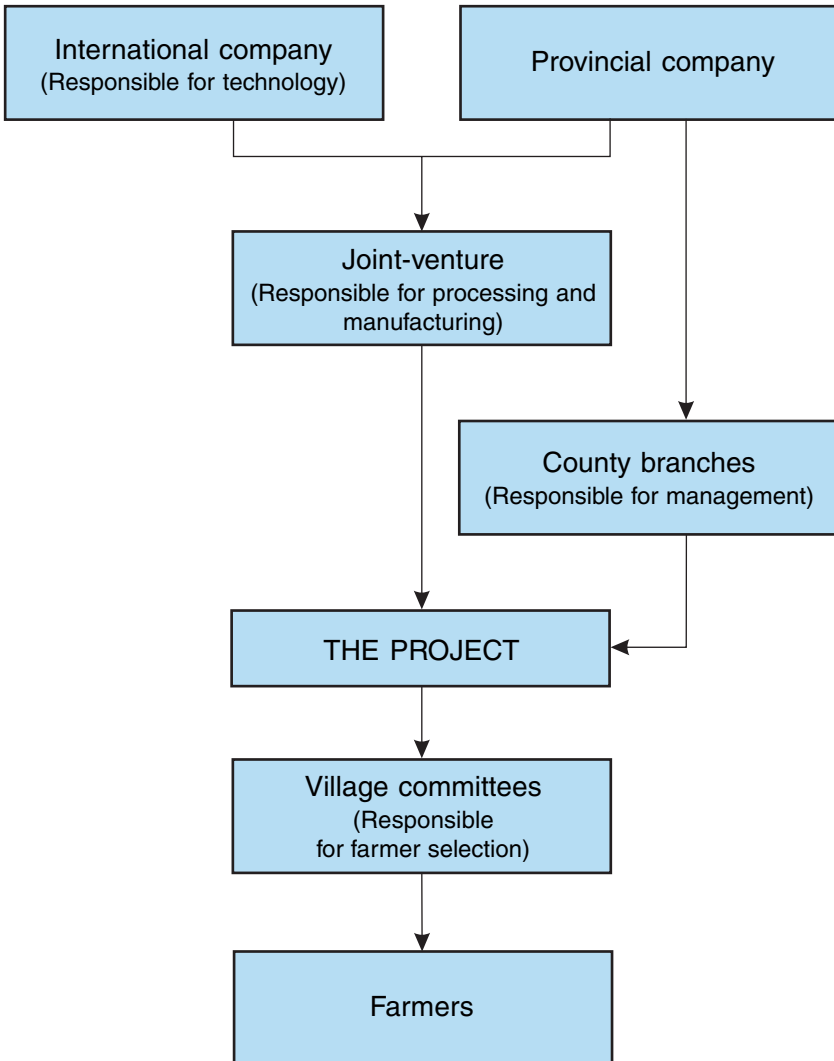 International company
(Responsible for technology)
Provincial company
Joint-venture
(Responsible for processing and
manufacturing)
County branches
(Responsible for management)
THE PROJECT
Village committees
(Responsible
for farmer selection)
Farmers